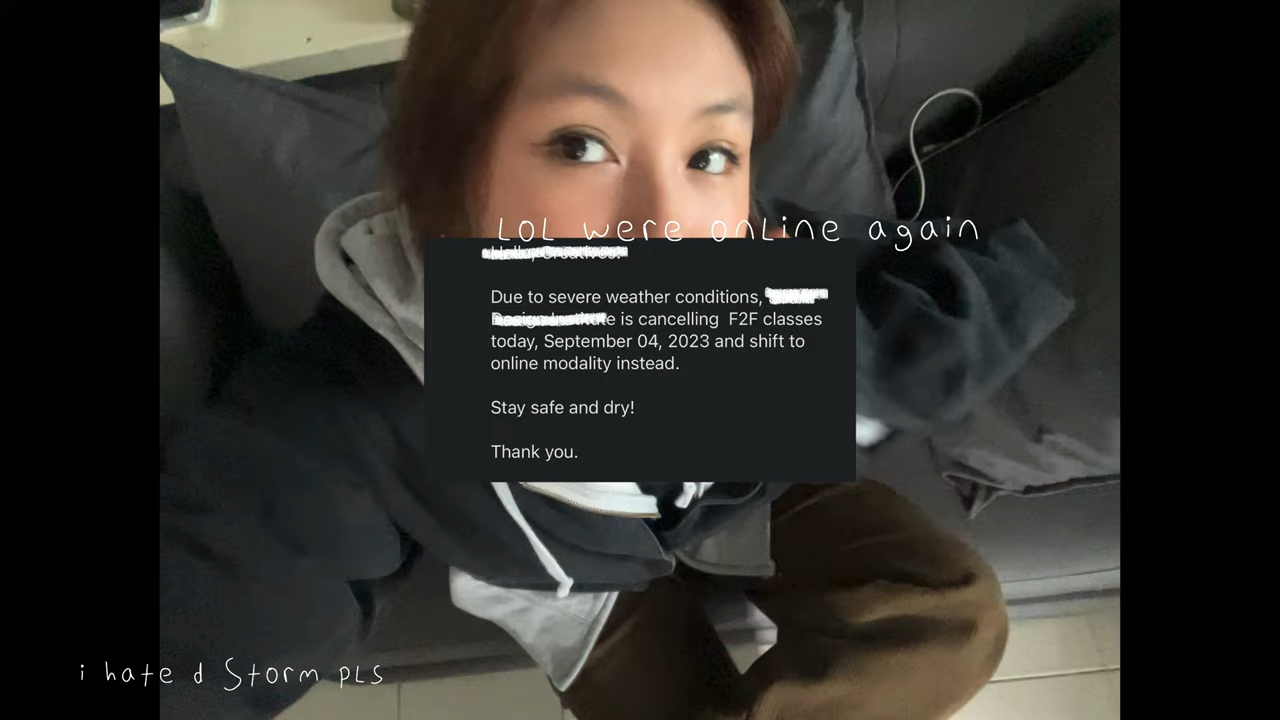 LOL were online again
Due to severe weather conditions,
is cancelling F2F classes
today, September 04, 2023 and shift to
online modality instead.
Stay safe and dry!
Thank you.
i hate d Storm pls